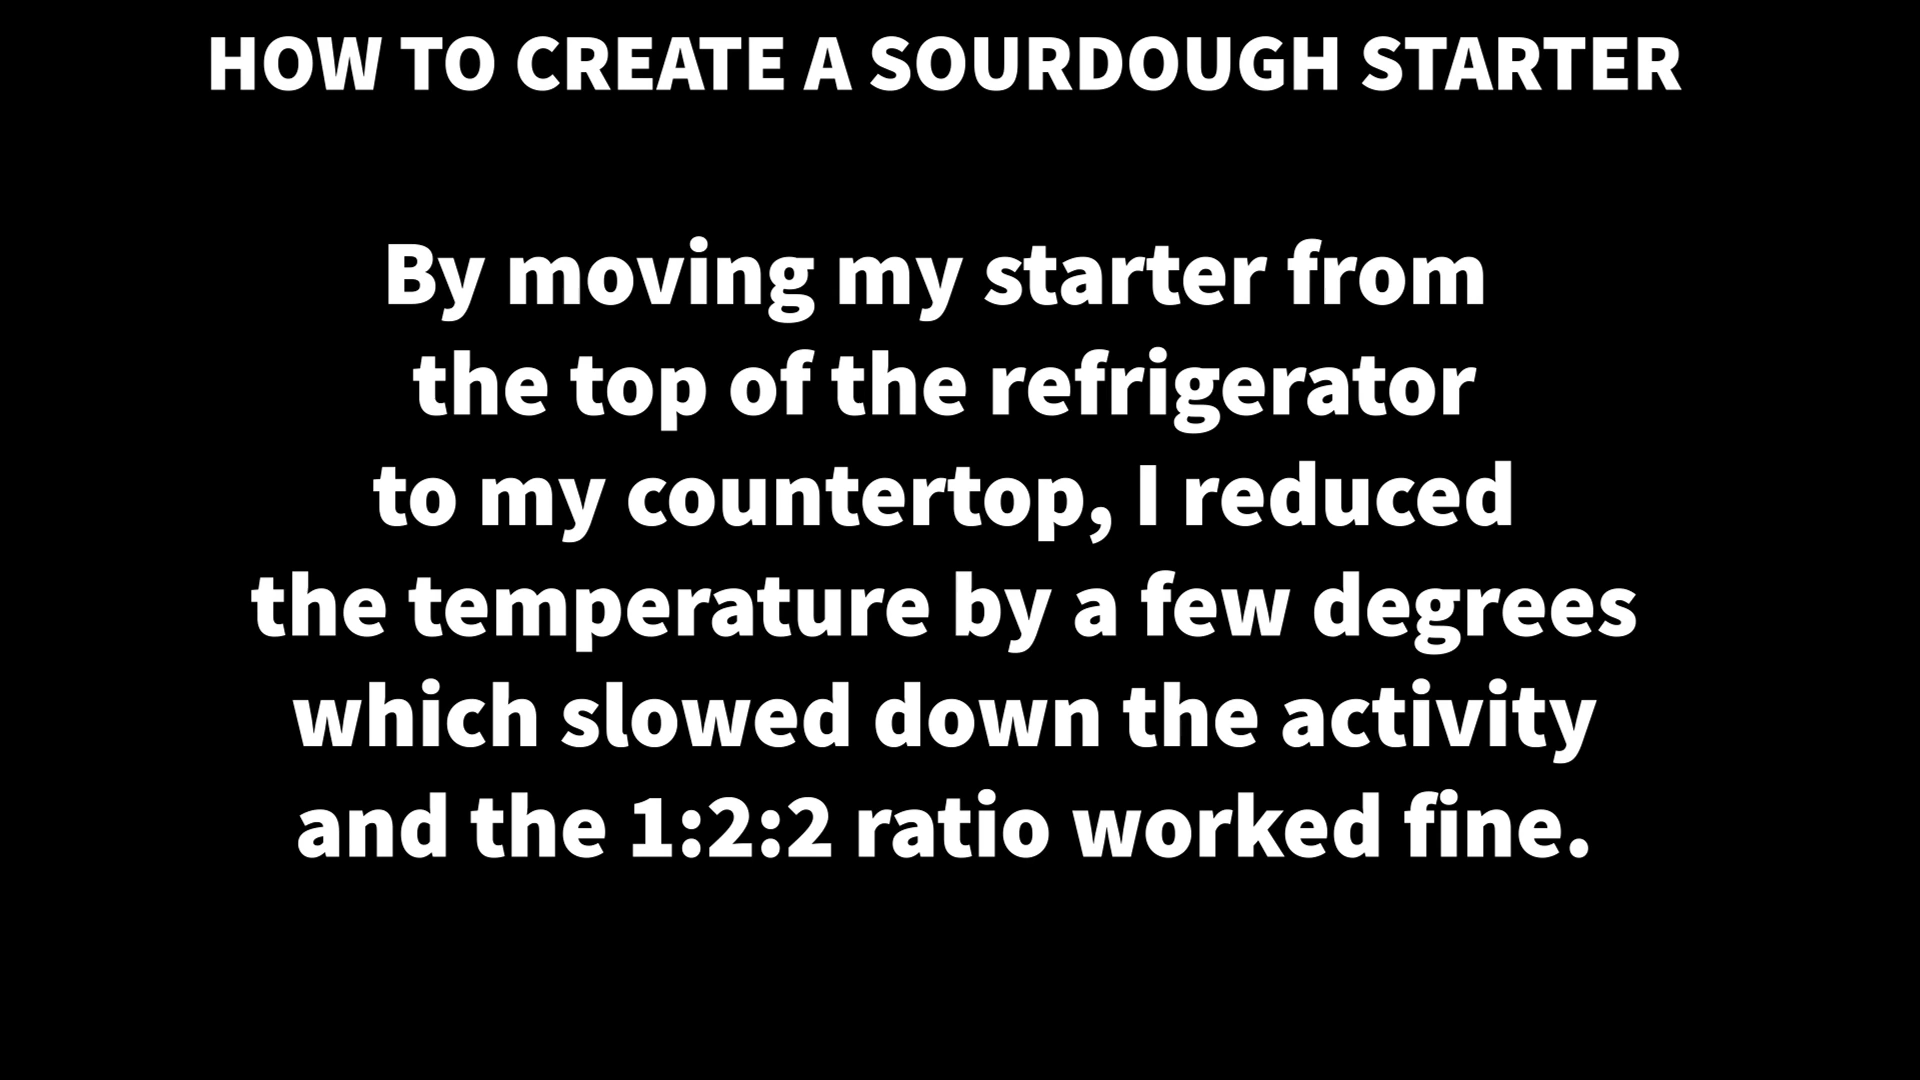 HOW TO CREATE A SOURDOUGH STARTER
By moving my starter from
the top of the refrigerator
to my countertop, I reduced
the temperature by a few degrees
which slowed down the activity
and the 1:2:2 ratio worked fine.